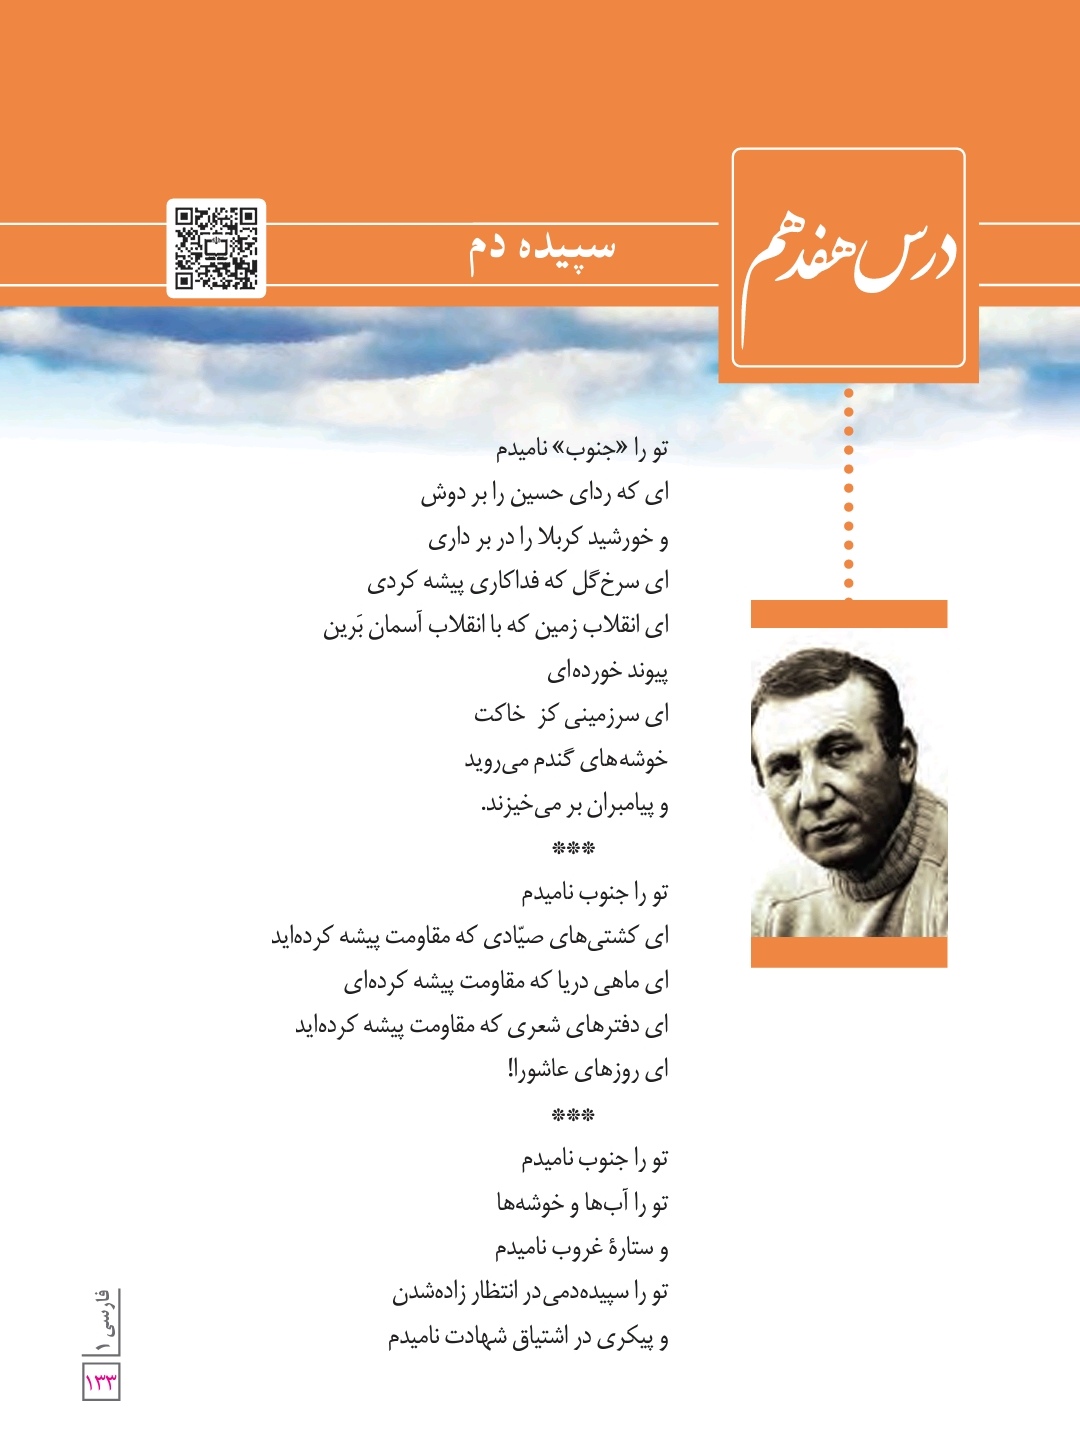 درس هفدهم
سپیده دم
تو را «جنوب» نامیدم
ای که ردای حسین را بر دوش
و خورشید کربلا را در بر داری
ای سرخ‌گل که فداکاری پیشه کردی
ای انقلاب زمین که با انقلاب آسمان بَرین
پیوند خورده‌ای
ای سرزمینی کز خاکت
خوشه‌های گندم می‌روید
و پیامبران بر می‌خیزند.
***
تو را جنوب نامیدم
ای کشتی‌های صیّادی که مقاومت پیشه کرده‌اید
ای ماهی دریا که مقاومت پیشه کرده‌ای
ای دفترهای شعری که مقاومت پیشه کرده‌اید
ای روزهای عاشورا!
***
تو را جنوب نامیدم
تو را آب‌ها و خوشه‌ها
و ستارهٔ غروب نامیدم
تو را سپیده‌دمی در انتظار زاده‌شدن
و پیکری در اشتیاق شهادت نامیدم
فارسی ۱
۱۳۳